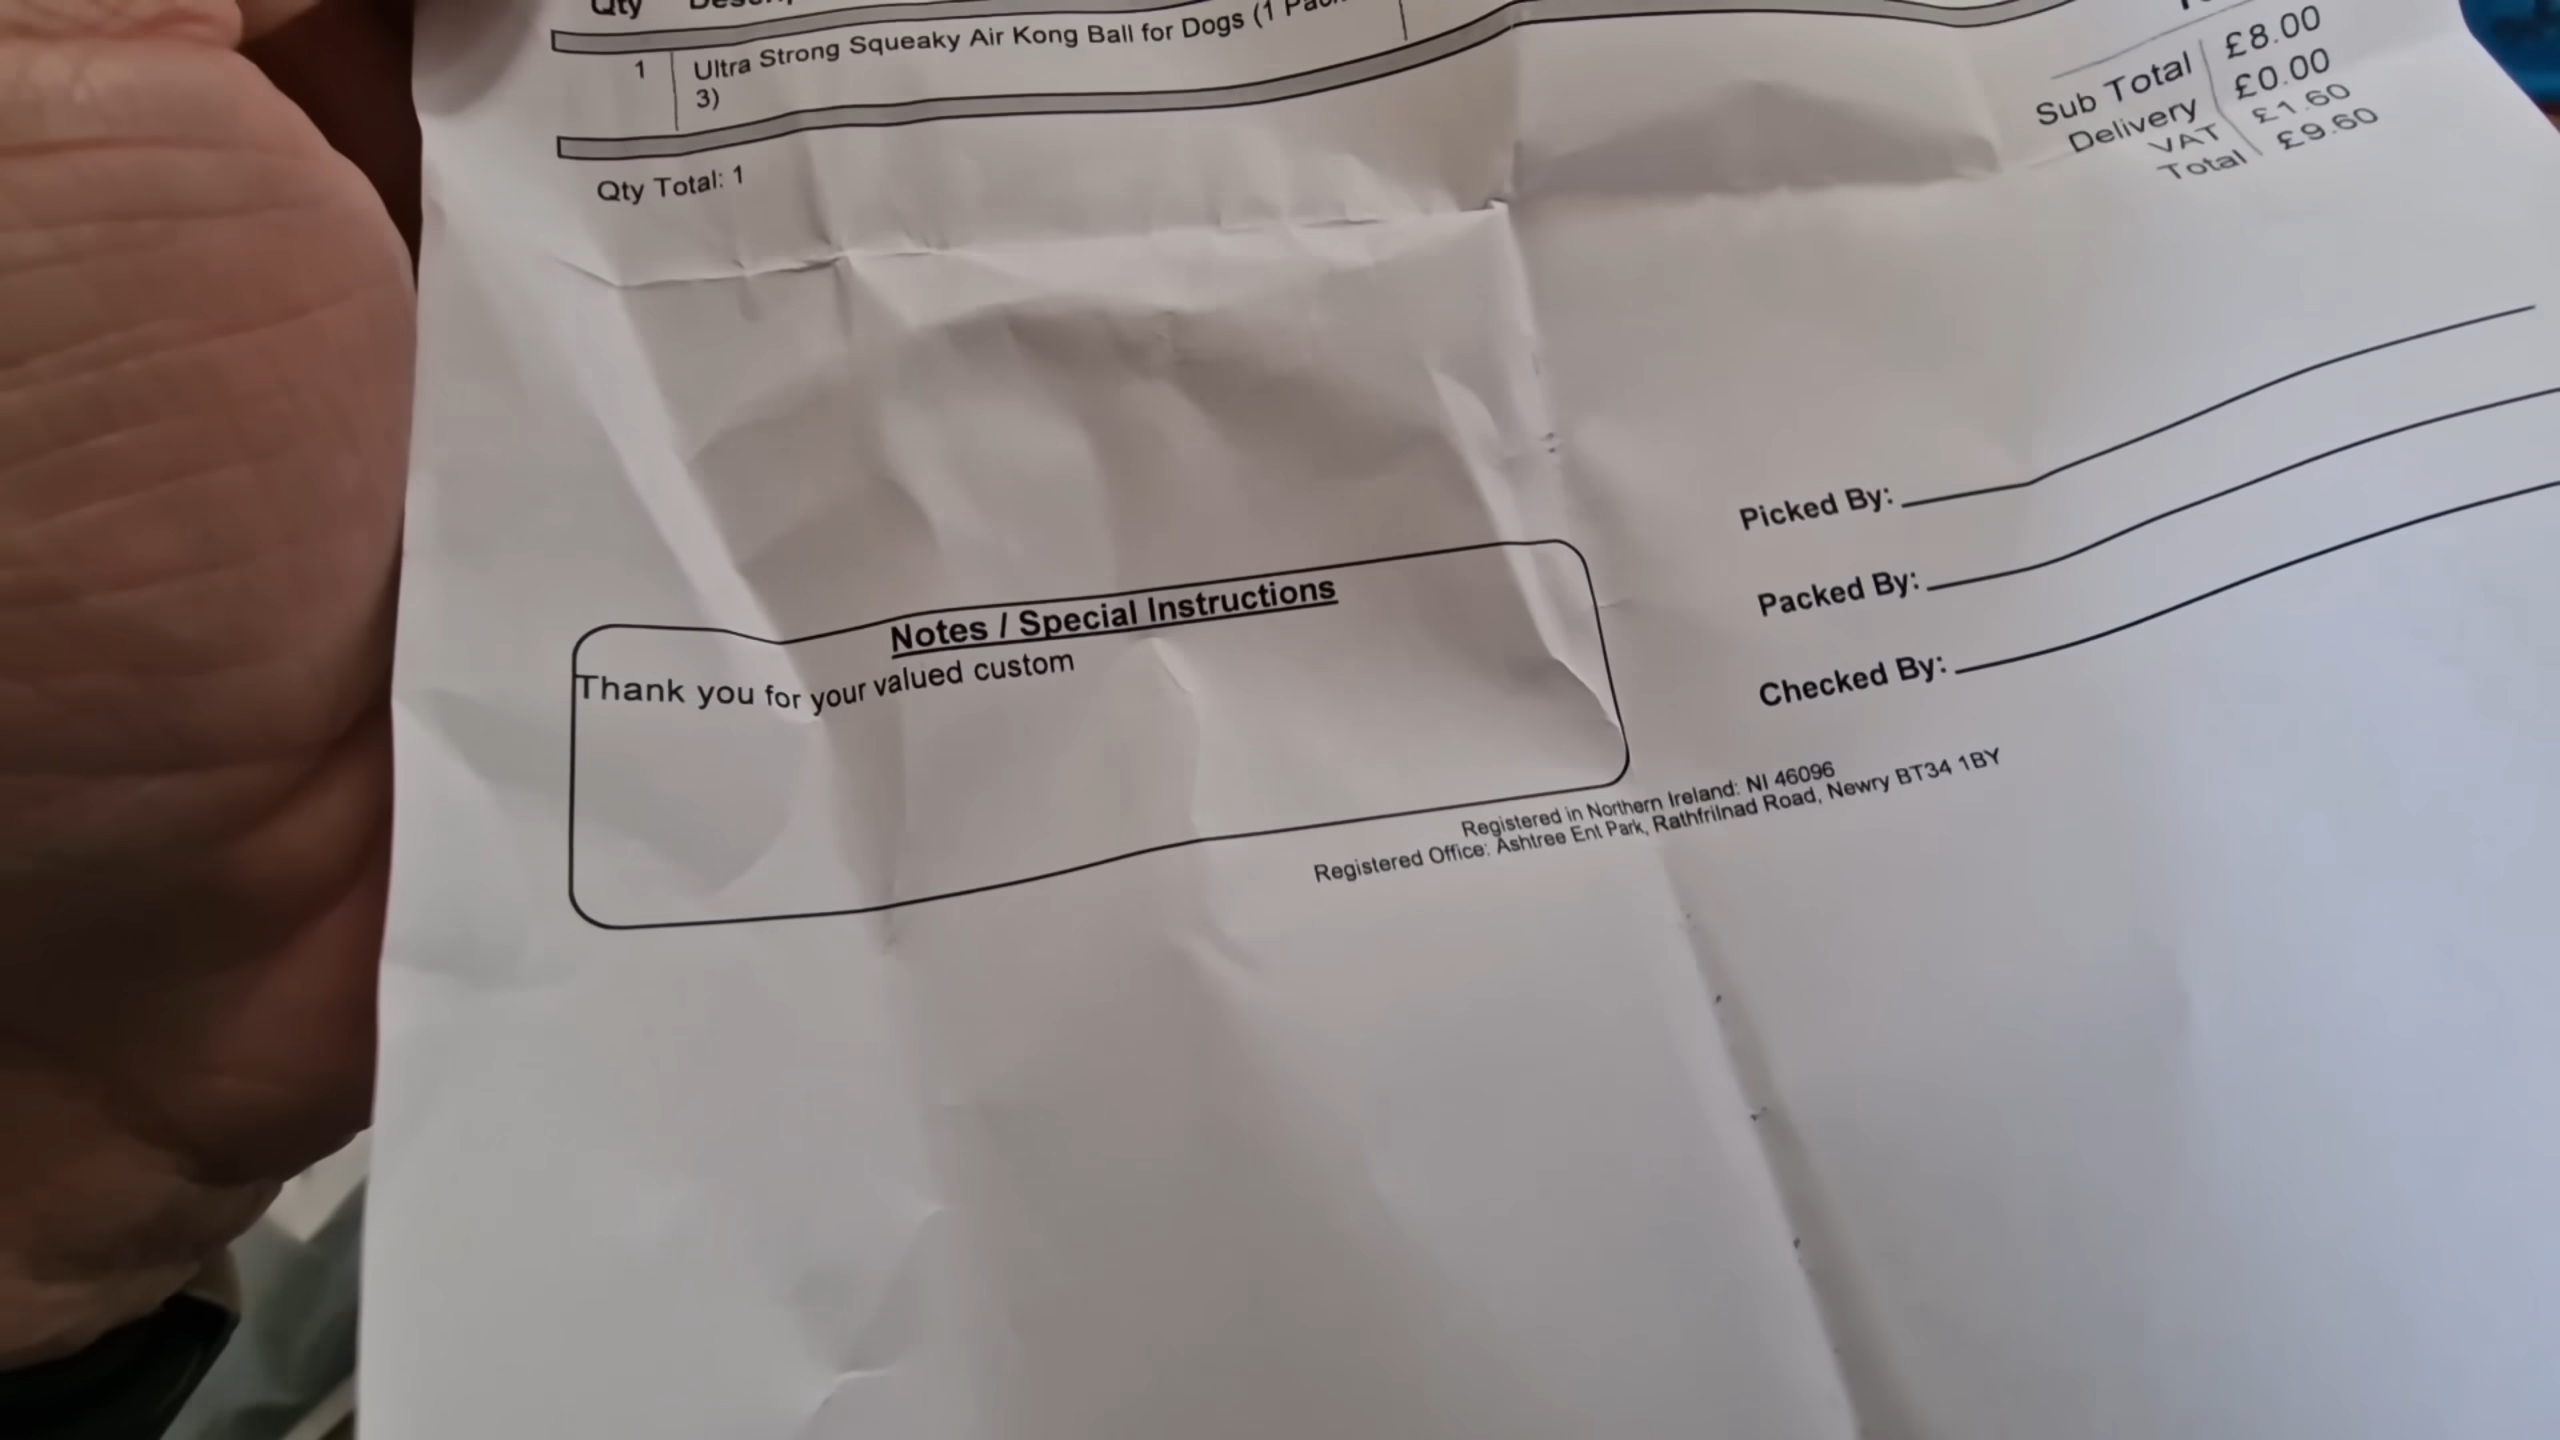 Qty
1 Ultra Strong Squeaky Air Kong Ball for Dogs (1 Pack
3)
Qty Total: 1
Sub Total £8.00
Delivery £0.00
VAT £1.60
Total £9.60
Picked By:
Packed By:
Checked By:
Notes / Special Instructions
Thank you for your valued custom
Registered in Northern Ireland: NI 46096
Registered Office: Ashtree Ent Park, Rathfrilnad Road, Newry BT34 1BY